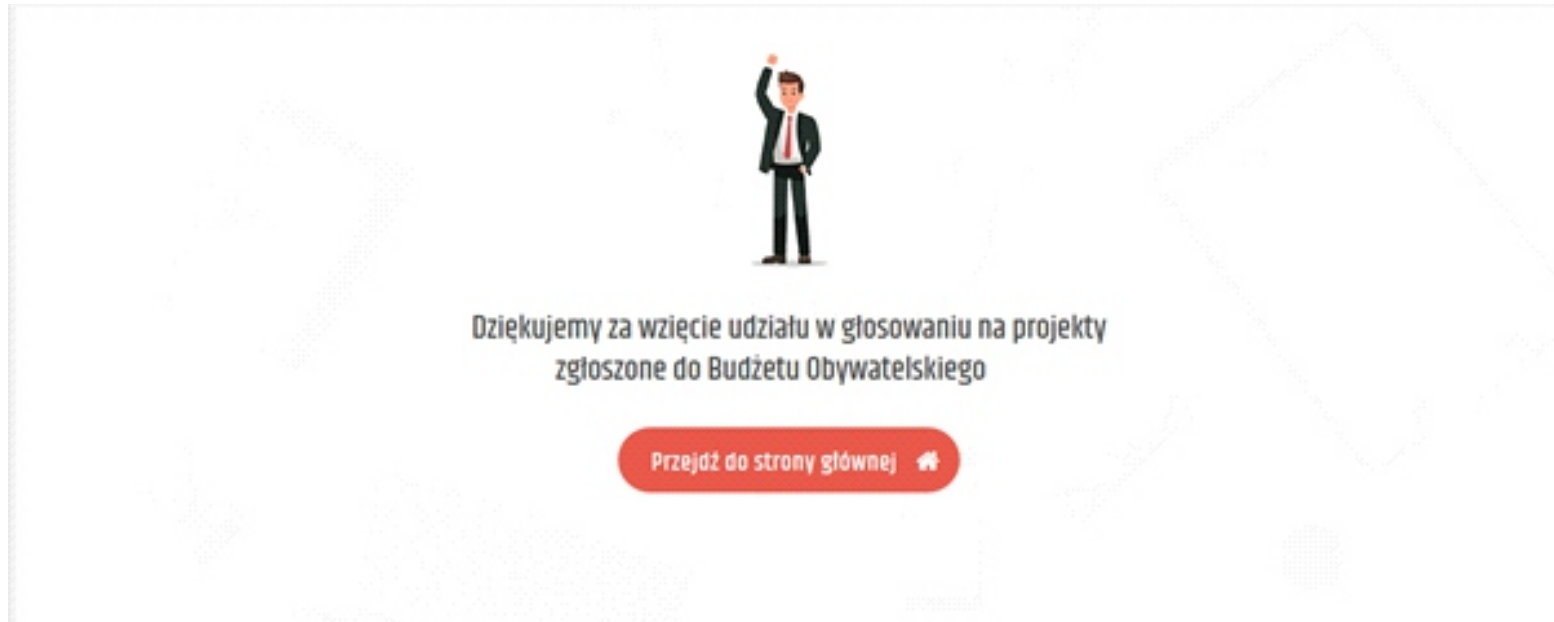 Dziękujemy za wzięcie udziału w głosowaniu na projekty
zgłoszone do Budżetu Obywatelskiego
Przejdź do strony głównej